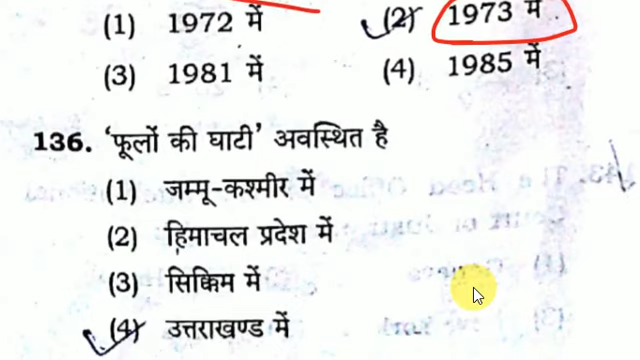 (1) 1972 में (2) 1973 में
(3) 1981 में (4) 1985 में
136. 'फूलों की घाटी' अवस्थित है
(1) जम्मू-कश्मीर में
(2) हिमाचल प्रदेश में
(3) सिक्किम में
(4) उत्तराखण्ड में